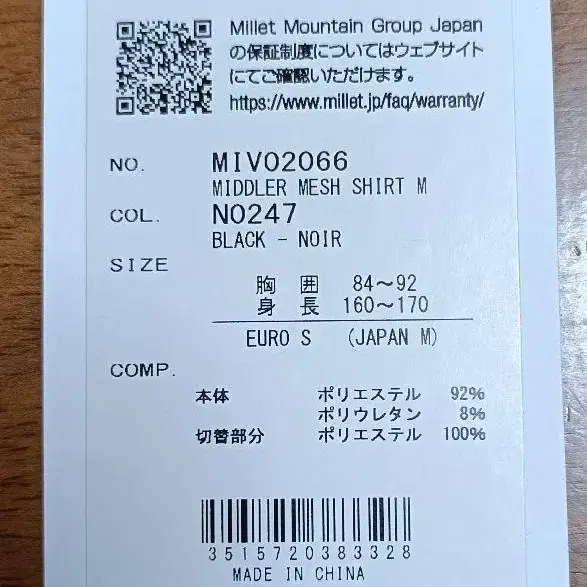 Millet Mountain Group Japan
の保証制度についてはウェブサイト
にてご確認いただけます。
https://www.millet.jp/faq/warranty/
NO. MIV02066
MIDDLER MESH SHIRT M
COL. N0247
BLACK - NOIR
SIZE
胸 囲 84～92
身 長 160～170
EURO S (JAPAN M)
COMP.
本体 ポリエステル 92%
ポリウレタン 8%
切替部分 ポリエステル 100%
3515720383328
MADE IN CHINA